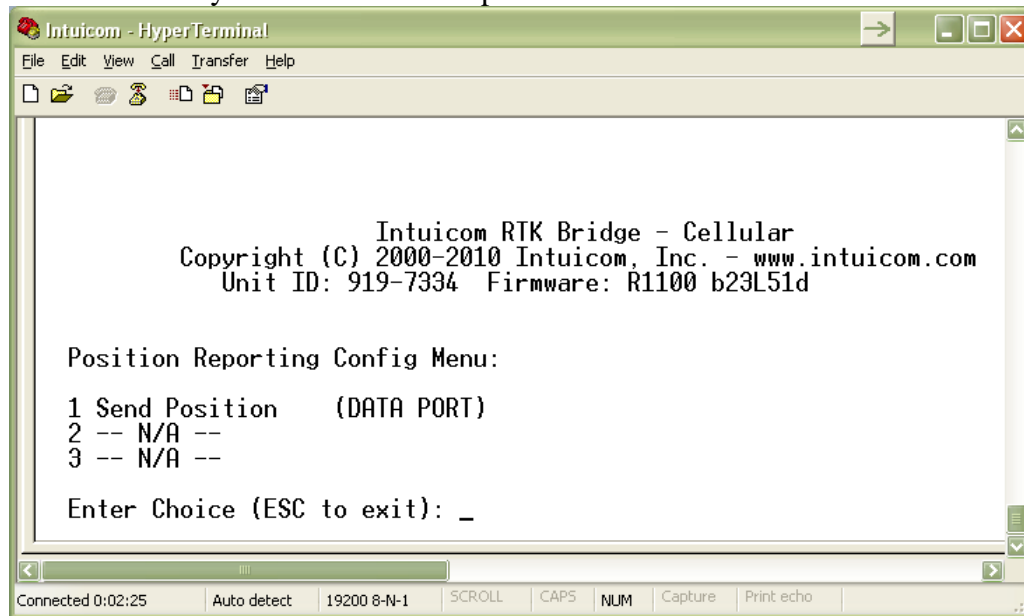 Intuicom - HyperTerminal
File Edit View Call Transfer Help
Intuicom RTK Bridge - Cellular
Copyright (C) 2000-2010 Intuicom, Inc. - www.intuicom.com
Unit ID: 919-7334 Firmware: R1100 b23L51d
Position Reporting Config Menu:
1 Send Position (DATA PORT)
2 -- N/A --
3 -- N/A --
Enter Choice (ESC to exit): _
Connected 0:02:25 Auto detect 19200 8-N-1 SCROLL CAPS NUM Capture Print echo